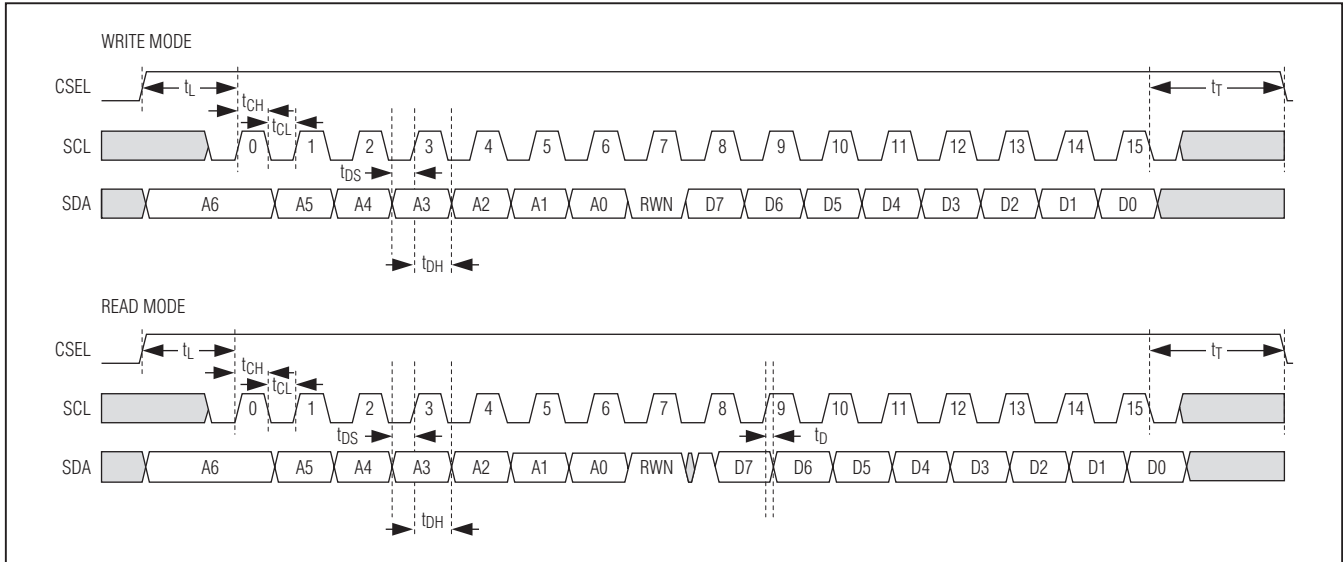 WRITE MODE
CSEL tL tT
tCH
tCL
SCL 0 1 2 3 4 5 6 7 8 9 10 11 12 13 14 15
tDS
SDA A6 A5 A4 A3 A2 A1 A0 RWN D7 D6 D5 D4 D3 D2 D1 D0
tDH
READ MODE
CSEL tL tT
tCH
tCL
SCL 0 1 2 3 4 5 6 7 8 9 10 11 12 13 14 15
tDS tD
SDA A6 A5 A4 A3 A2 A1 A0 RWN D7 D6 D5 D4 D3 D2 D1 D0
tDH